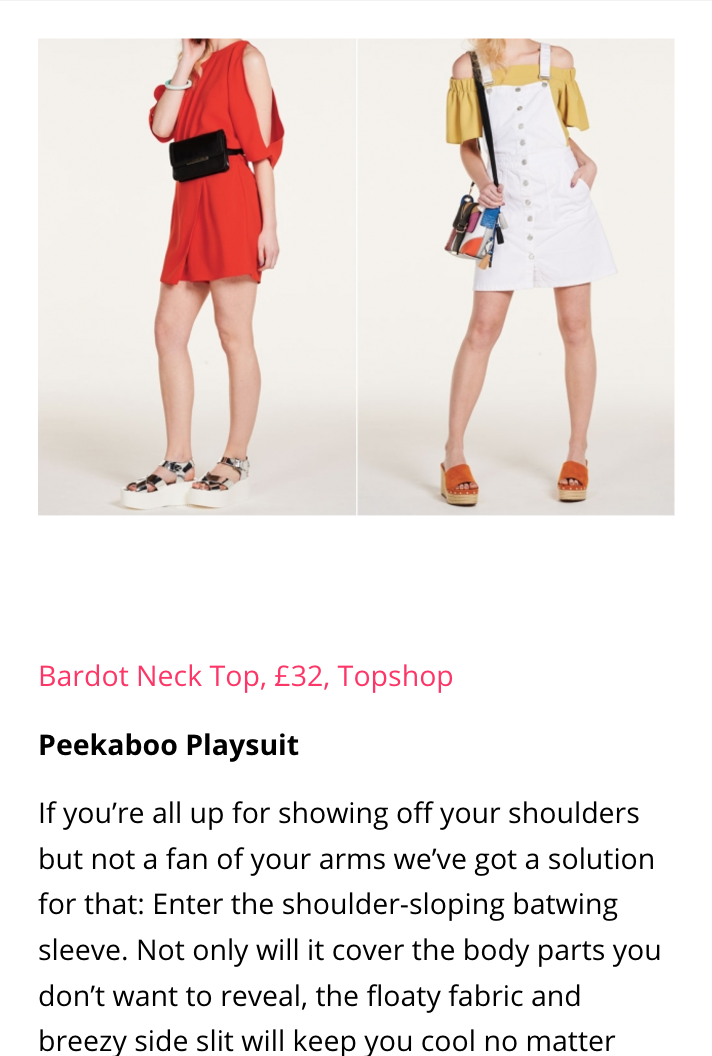 Bardot Neck Top, £32, Topshop
Peekaboo Playsuit
If you’re all up for showing off your shoulders
but not a fan of your arms we’ve got a solution
for that: Enter the shoulder-sloping batwing
sleeve. Not only will it cover the body parts you
don’t want to reveal, the floaty fabric and
breezy side slit will keep you cool no matter